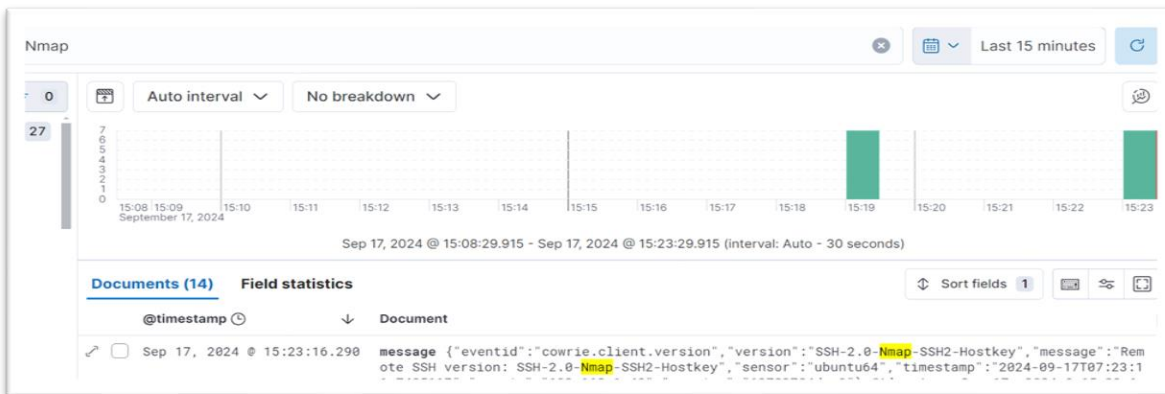 Nmap
Last 15 minutes
0
Auto interval
No breakdown
27
7
6
5
4
3
2
1
0
15:08 15:09 15:10 15:11 15:12 15:13 15:14 15:15 15:16 15:17 15:18 15:19 15:20 15:21 15:22 15:23
September 17, 2024
Sep 17, 2024 @ 15:08:29.915 - Sep 17, 2024 @ 15:23:29.915 (interval: Auto - 30 seconds)
Documents (14) Field statistics
Sort fields 1
@timestamp Document
Sep 17, 2024 @ 15:23:16.290 message {"eventid":"cowrie.client.version","version":"SSH-2.0-Nmap-SSH2-Hostkey","message":"Rem
ote SSH version: SSH-2.0-Nmap-SSH2-Hostkey","sensor":"ubuntu64","timestamp":"2024-09-17T07:23:1